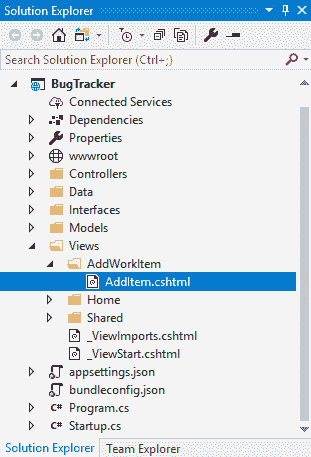 Solution Explorer
Search Solution Explorer (Ctrl+;)
BugTracker
Connected Services
Dependencies
Properties
wwwroot
Controllers
Data
Interfaces
Models
Views
AddWorkItem
AddItem.cshtml
Home
Shared
_ViewImports.cshtml
_ViewStart.cshtml
appsettings.json
bundleconfig.json
C# Program.cs
C# Startup.cs
Solution Explorer Team Explorer